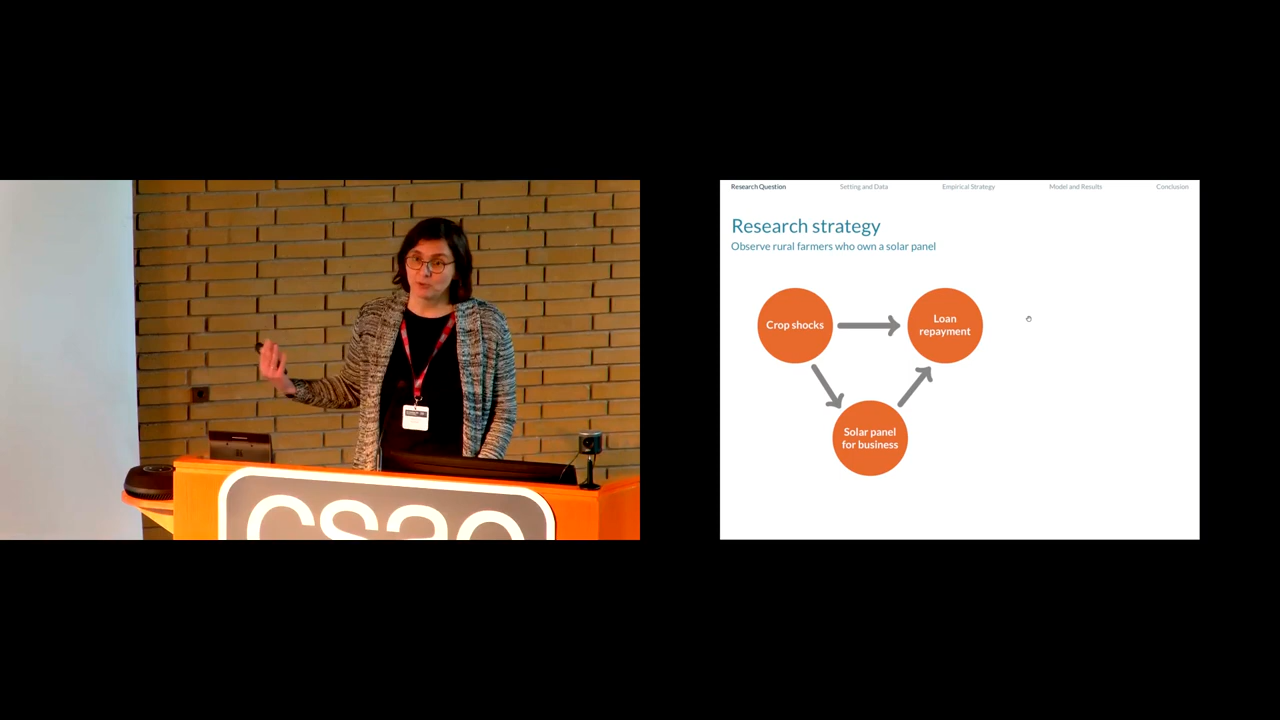 csae
Research Question Setting and Data Empirical Strategy Model and Results Conclusion
Research strategy
Observe rural farmers who own a solar panel
Crop shocks
Loan
repayment
Solar panel
for business